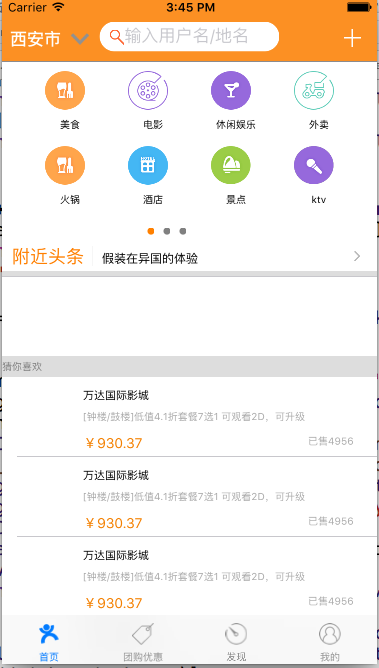 Carrier 3:45 PM
西安市 输入用户名/地名
美食 电影 休闲娱乐 外卖
火锅 酒店 景点 ktv
附近头条 假装在异国的体验
猜你喜欢
万达国际影城
[钟楼/鼓楼]低值4.1折套餐7选1 可观看2D，可升级
￥930.37 已售4956
万达国际影城
[钟楼/鼓楼]低值4.1折套餐7选1 可观看2D，可升级
￥930.37 已售4956
万达国际影城
[钟楼/鼓楼]低值4.1折套餐7选1 可观看2D，可升级
￥930.37 已售4956
首页 团购优惠 发现 我的